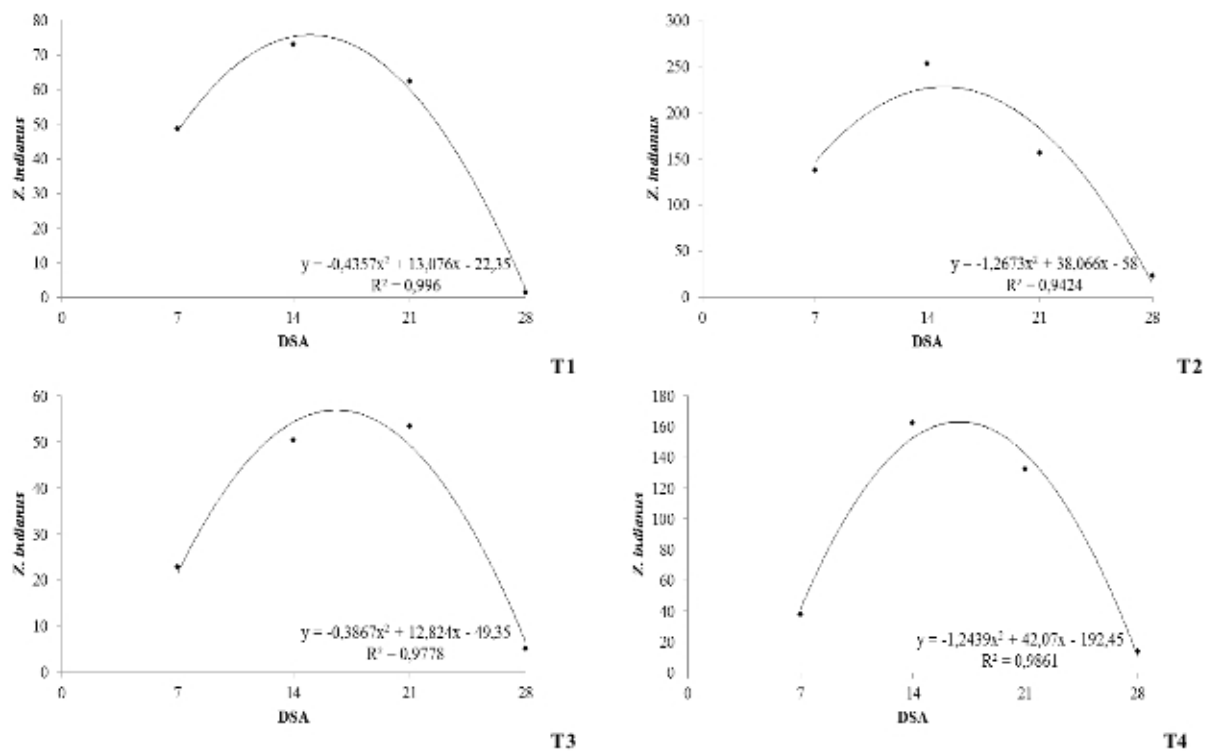 80
70
60
50
40
30
20
10
0
Z. indianus
y = -0,4357x² + 13,076x - 22,35
R² = 0,996
0 7 14 21 28
DSA
T1
300
250
200
150
100
50
0
Z. indianus
y = -1,2673x² + 38,066x - 58
R² = 0,9424
0 7 14 21 28
DSA
T2
60
50
40
30
20
10
0
Z. indianus
y = -0,3867x² + 12,824x - 49,35
R² = 0,9778
0 7 14 21 28
DSA
T3
180
160
140
120
100
80
60
40
20
0
Z. indianus
y = -1,2439x² + 42,07x - 192,45
R² = 0,9861
0 7 14 21 28
DSA
T4